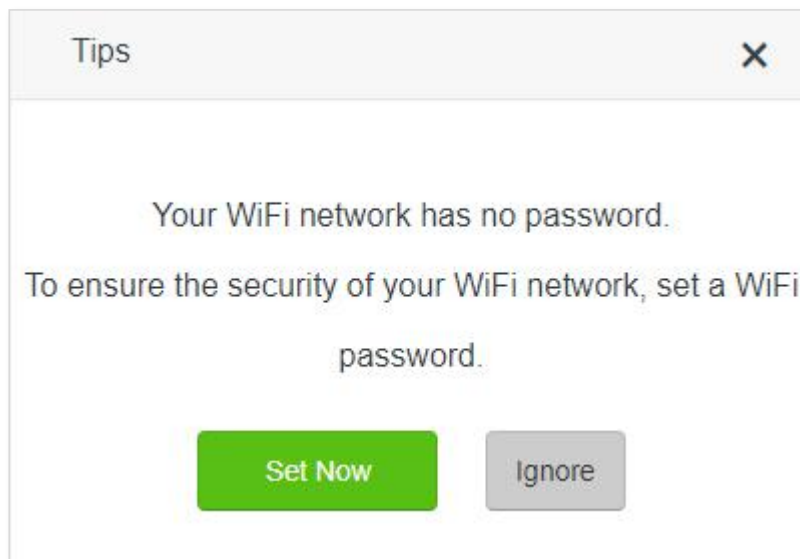 Tips
Your WiFi network has no password.
To ensure the security of your WiFi network, set a WiFi
password.
Set Now
Ignore